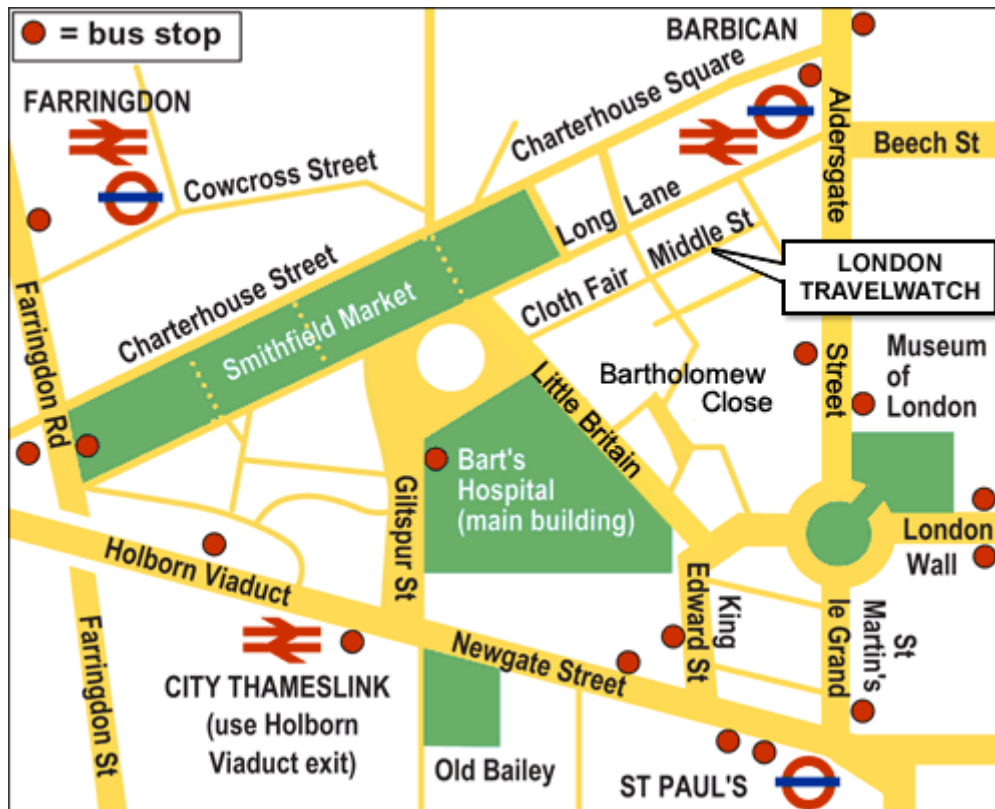 = bus stop
BARBICAN
FARRINGDON
Charterhouse Square
Aldersgate
Street
Beech St
Cowcross Street
Long Lane
Middle St
Cloth Fair
LONDON
TRAVELWATCH
Charterhouse Street
Smithfield Market
Farringdon Rd
Little Britain
Bartholomew
Close
Museum
of
London
Giltspur St
Bart's
Hospital
(main building)
Holborn Viaduct
London
Wall
King
Edward St
St
Martin's
le Grand
Farringdon St
Newgate Street
CITY THAMESLINK
(use Holborn
Viaduct exit)
Old Bailey
ST PAUL'S